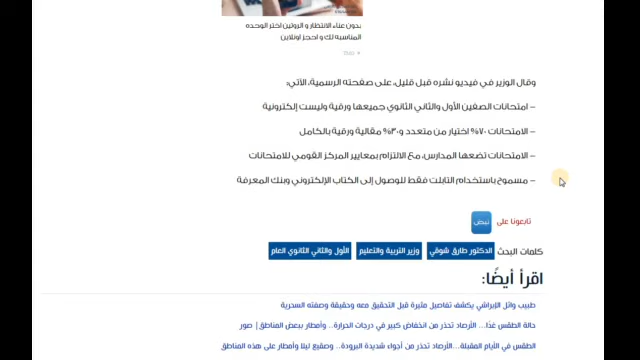 بدون عناء الانتظار و الروتين اختر الوحده
المناسبه لك و احجز اونلاين
وقال الوزير في فيديو نشره قبل قليل، على صفحته الرسمية، الآتي:
– امتحانات الصفين الأول والثاني الثانوي جميعها ورقية وليست إلكترونية
– الامتحانات ٧٠% اختيار من متعدد و٣٠% مقالية ورقية بالكامل
– الامتحانات تضعها المدارس، مع الالتزام بمعايير المركز القومي للامتحانات
– مسموح باستخدام التابلت فقط للوصول إلى الكتاب الإلكتروني وبنك المعرفة
تابعونا على نبض
كلمات البحث الدكتور طارق شوقي وزير التربية والتعليم الأول والثاني الثانوي العام
اقرأ أيضًا:
طبيب وائل الإبراشي يكشف تفاصيل مثيرة قبل التحقيق معه وحقيقة وصفته السحرية
حالة الطقس غدًا... الأرصاد تحذر من انخفاض كبير في درجات الحرارة.. وأمطار ببعض المناطق| صور
الطقس في الأيام المقبلة...الأرصاد تحذر من أجواء شديدة البرودة.. وصقيع ليلا وأمطار على هذه المناطق